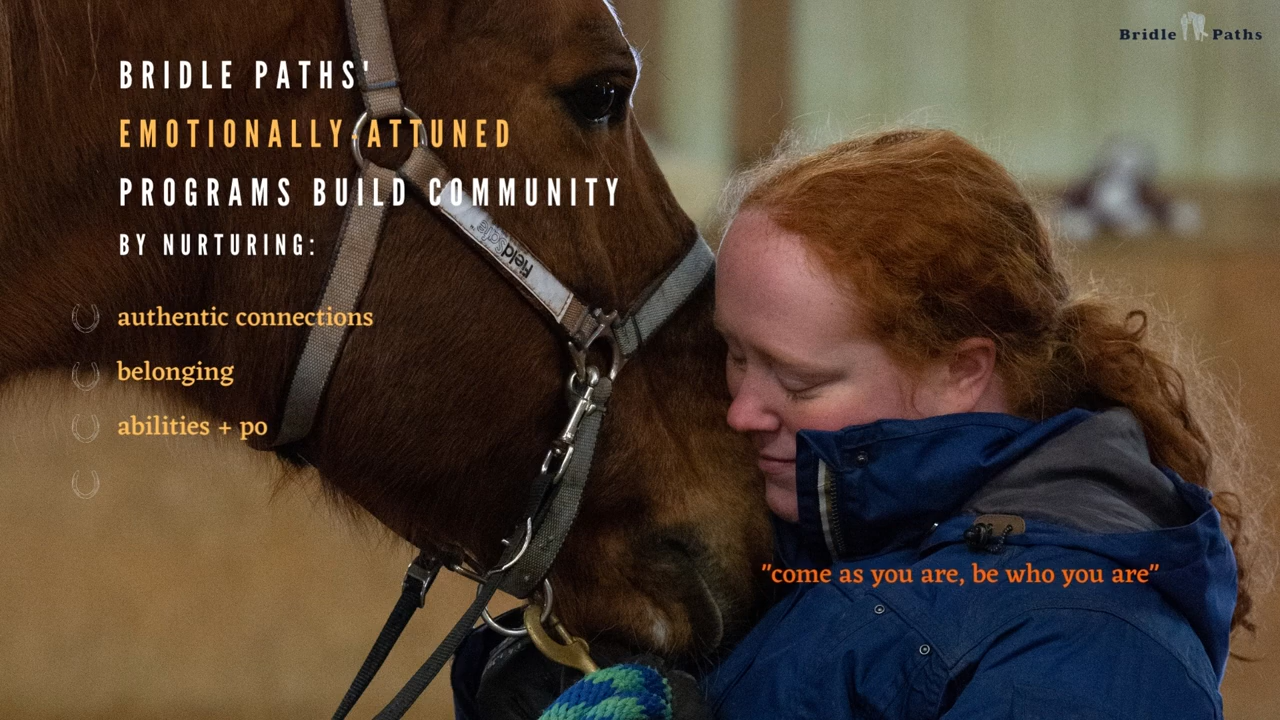 Bridle Paths
BRIDLE PATHS'
EMOTIONALLY-ATTUNED
PROGRAMS BUILD COMMUNITY
BY NURTURING:
FieldSafe™
authentic connections
belonging
abilities + po
"come as you are, be who you are"